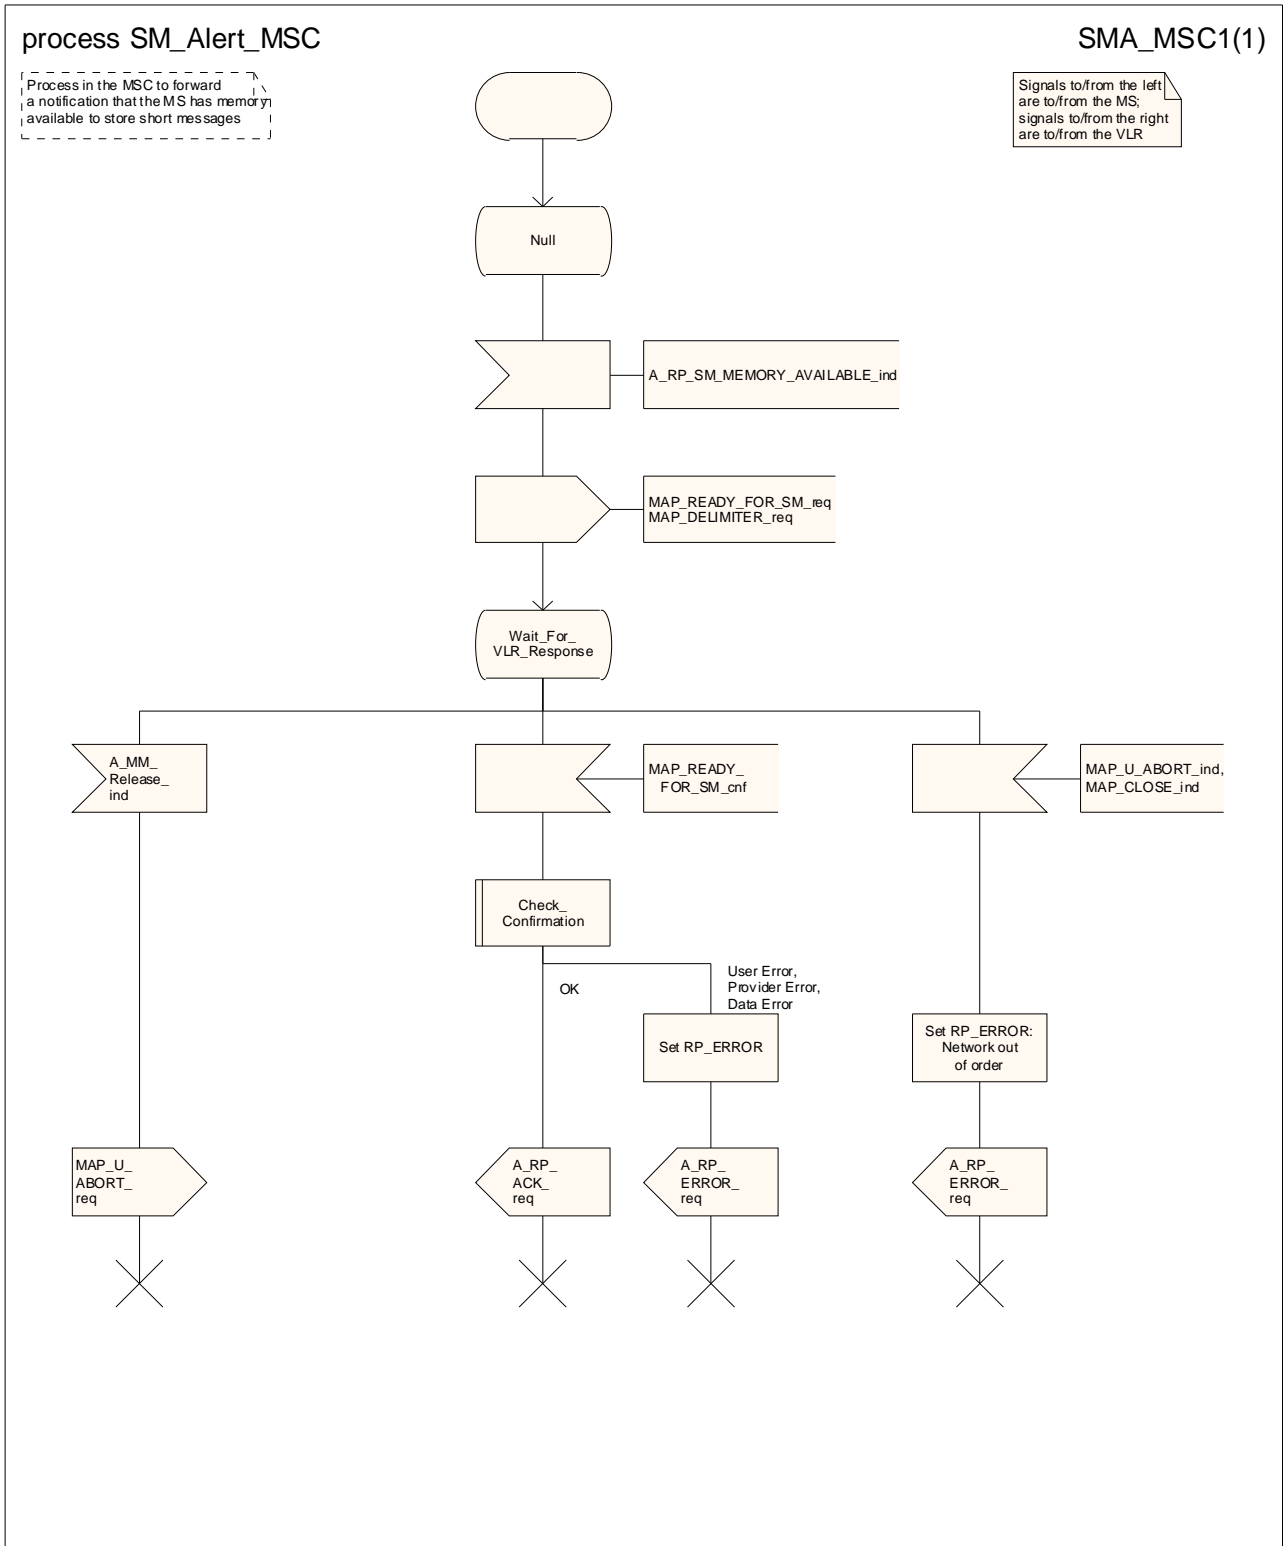 process SM_Alert_MSC
SMA_MSC1(1)
Process in the MSC to forward
a notification that the MS has memory
available to store short messages
Signals to/from the left
are to/from the MS;
signals to/from the right
are to/from the VLR
Null
A_RP_SM_MEMORY_AVAILABLE_ind
MAP_READY_FOR_SM_req
MAP_DELIMITER_req
Wait_For_
VLR_Response
A_MM_
Release_
ind
MAP_READY_
FOR_SM_cnf
MAP_U_ABORT_ind,
MAP_CLOSE_ind
Check_
Confirmation
OK
User Error,
Provider Error,
Data Error
Set RP_ERROR
Set RP_ERROR:
Network out
of order
MAP_U_
ABORT_
req
A_RP_
ACK_
req
A_RP_
ERROR_
req
A_RP_
ERROR_
req